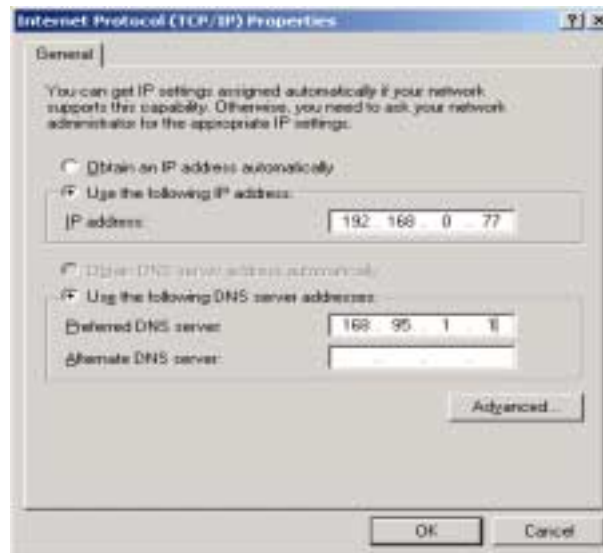 Internet Protocol (TCP/IP) Properties
General
You can get IP settings assigned automatically if your network
supports this capability. Otherwise, you need to ask your network
administrator for the appropriate IP settings.
Obtain an IP address automatically
Use the following IP address:
IP address:
192 . 168 . 0 . 77
Obtain DNS server address automatically
Use the following DNS server addresses:
Preferred DNS server:
168 . 95 . 1 . 1
Alternate DNS server:
. . .
Advanced...
OK
Cancel